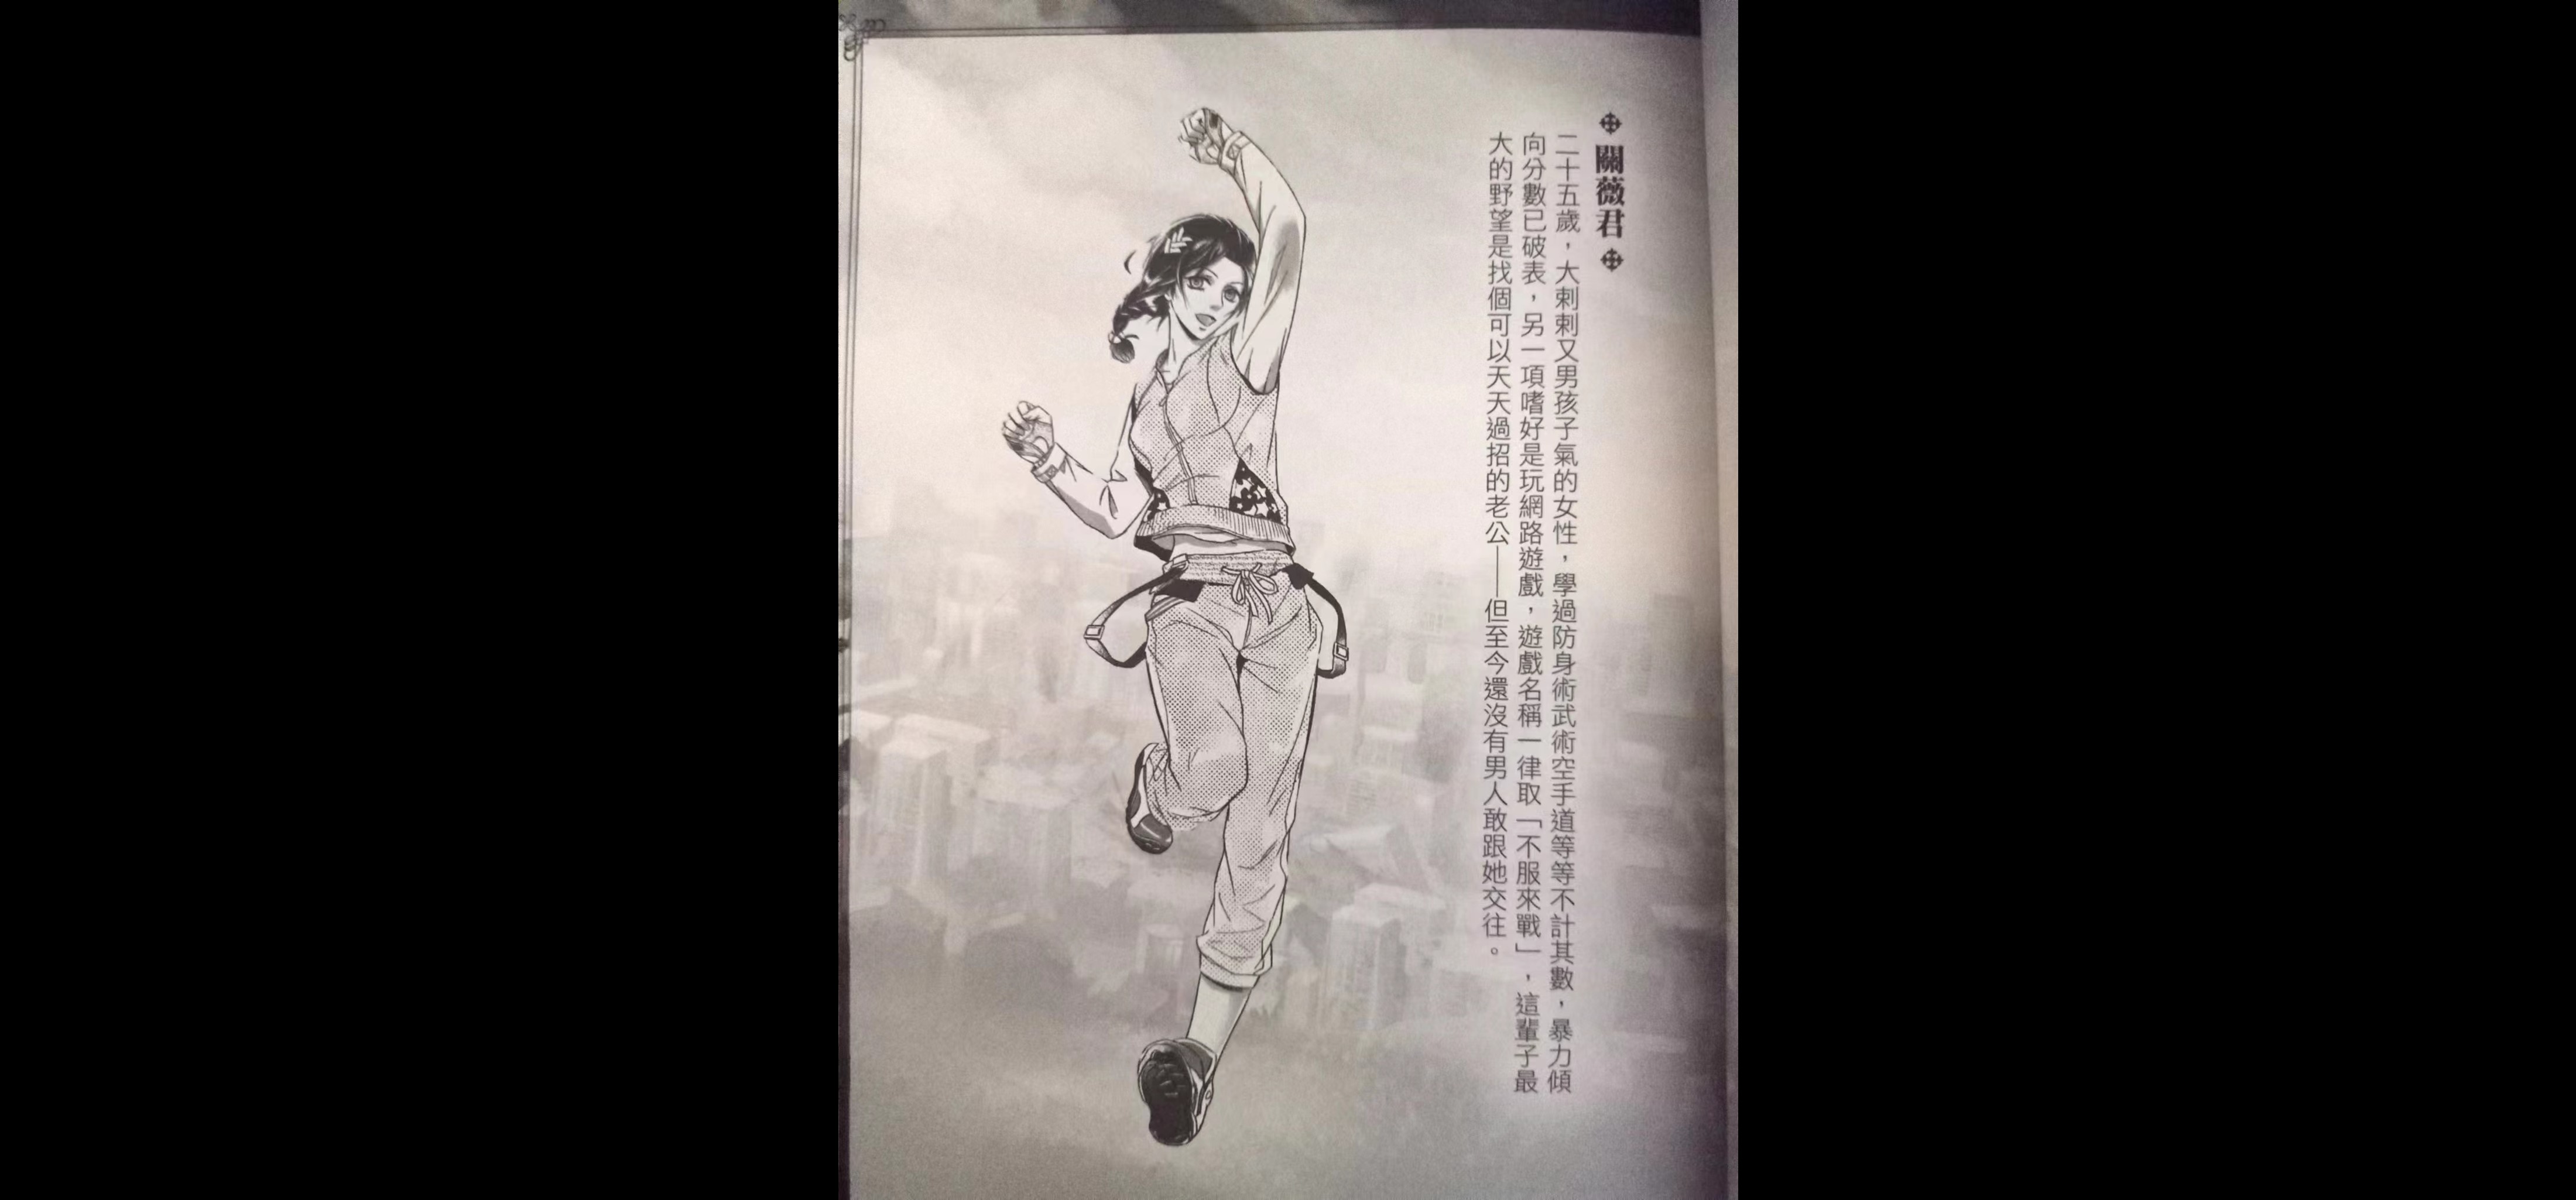 關薇君
二十五歲，大剌剌又男孩子氣的女性，學過防身術武術空手道等等不計其數，暴力傾
向分數已破表，另一項嗜好是玩網路遊戲，遊戲名稱一律取「不服來戰」，這輩子最
大的野望是找個可以天天過招的老公——但至今還沒有男人敢跟她交往。